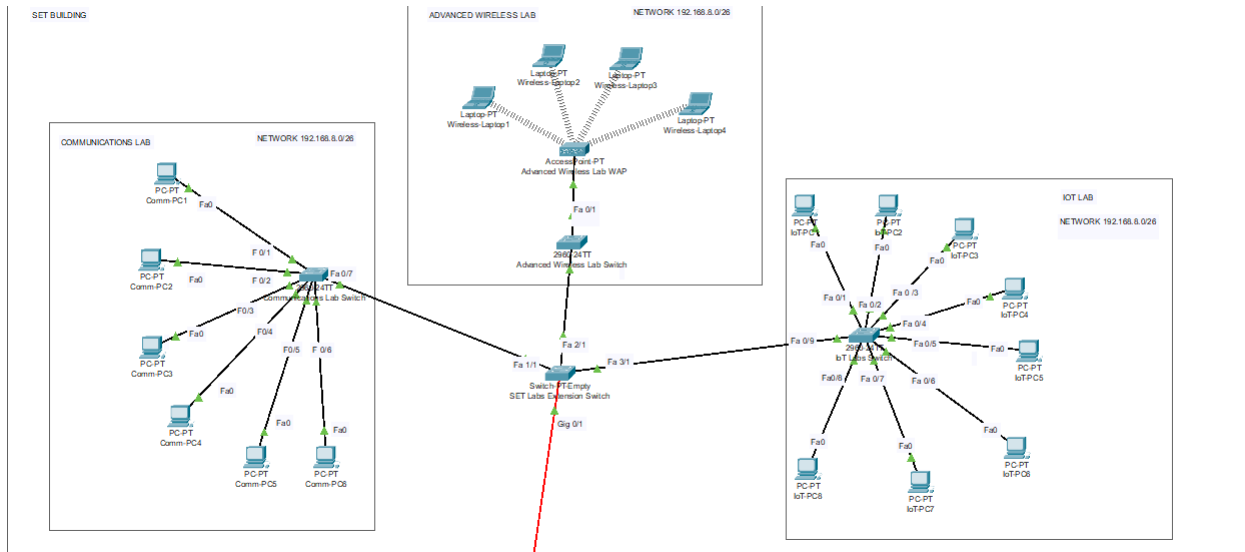 SET BUILDING
ADVANCED WIRELESS LAB
NETWORK 192.168.8.0/26
Laptop-PT
Wireless-Laptop2
Laptop-PT
Wireless-Laptop3
Laptop-PT
Wireless-Laptop1
Laptop-PT
Wireless-Laptop4
AccessPoint-PT
Advanced Wireless Lab WAP
Fa 0/1
2960-24TT
Advanced Wireless Lab Switch
COMMUNICATIONS LAB
NETWORK 192.168.8.0/26
PC-PT
Comm-PC1
Fa0
F 0/1
PC-PT
Comm-PC2
Fa0
F 0/2
Fa 0/7
2960-24TT
Communications Lab Switch
F0/3
Fa0
PC-PT
Comm-PC3
F0/4
F0/5
F 0/6
Fa0
PC-PT
Comm-PC4
Fa0
Fa0
PC-PT
Comm-PC5
PC-PT
Comm-PC6
Fa 2/1
Fa 1/1
Fa 3/1
Switch-PT-Empty
SET Labs Extension Switch
Gig 0/1
IOT LAB
NETWORK 192.168.8.0/26
PC-PT
Fa0
PC-PT
IoT-PC2
Fa0
PC-PT
IoT-PC3
Fa0
PC-PT
IoT-PC4
Fa0
Fa 0/1
Fa 0/2
Fa 0 /3
Fa 0/4
Fa 0/9
2960-24TT
IoT Labs Switch
Fa 0/5
Fa0
PC-PT
IoT-PC5
Fa0/8
Fa 0/7
Fa 0/6
Fa0
Fa0
Fa0
PC-PT
IoT-PC6
PC-PT
IoT-PC8
PC-PT
IoT-PC7